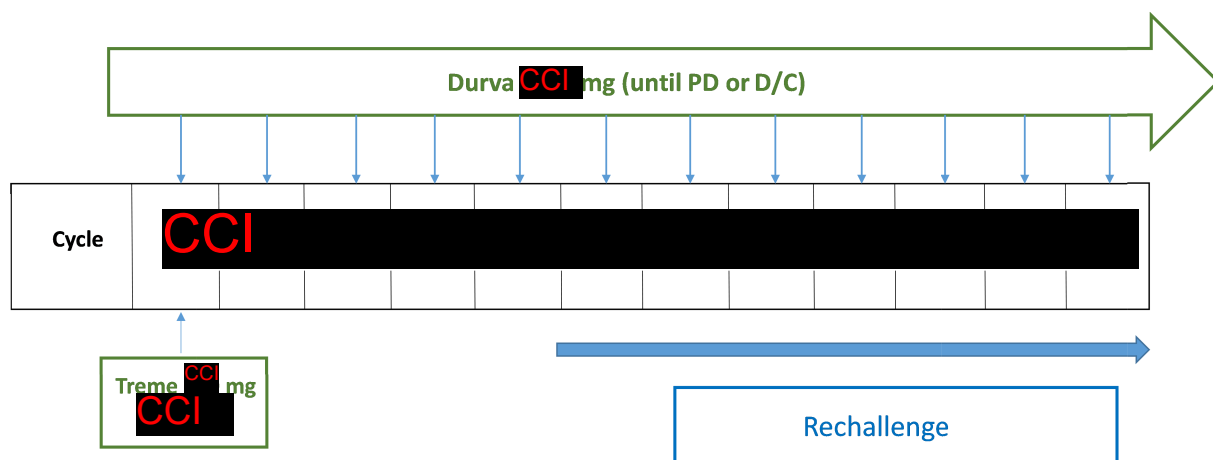 Durva CCI mg (until PD or D/C)
Cycle
CCI
Treme CCI mg
CCI
Rechallenge